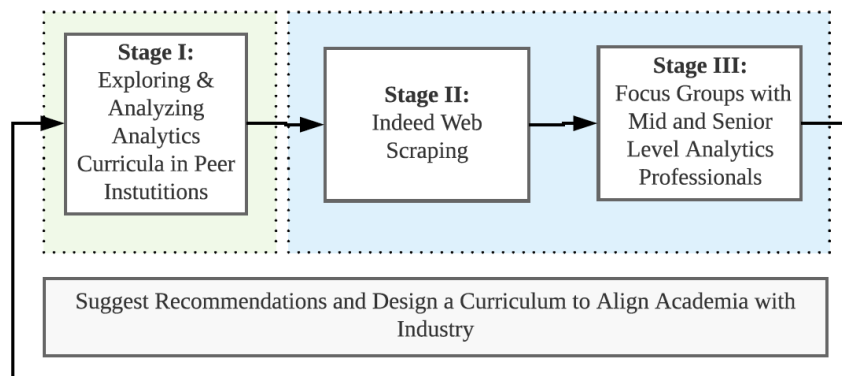 Stage I:
Exploring &
Analyzing
Analytics
Curricula in Peer
Instutitions
Stage II:
Indeed Web
Scraping
Stage III:
Focus Groups with
Mid and Senior
Level Analytics
Professionals
Suggest Recommendations and Design a Curriculum to Align Academia with
Industry